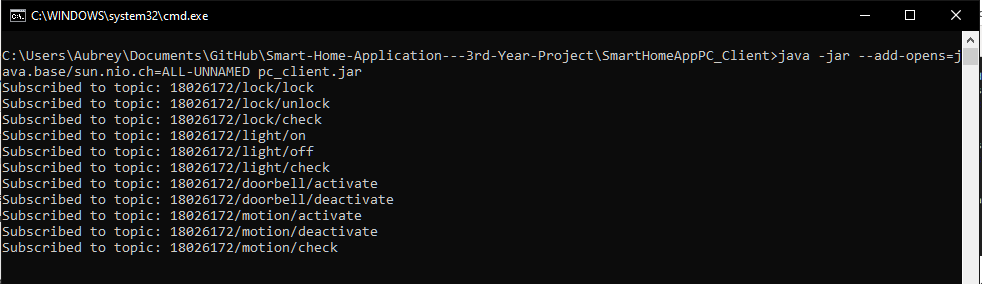 C:\WINDOWS\system32\cmd.exe
C:\Users\Aubrey\Documents\GitHub\Smart-Home-Application---3rd-Year-Project\SmartHomeAppPC_Client>java -jar --add-opens=j
ava.base/sun.nio.ch=ALL-UNNAMED pc_client.jar
Subscribed to topic: 18026172/lock/lock
Subscribed to topic: 18026172/lock/unlock
Subscribed to topic: 18026172/lock/check
Subscribed to topic: 18026172/light/on
Subscribed to topic: 18026172/light/off
Subscribed to topic: 18026172/light/check
Subscribed to topic: 18026172/doorbell/activate
Subscribed to topic: 18026172/doorbell/deactivate
Subscribed to topic: 18026172/motion/activate
Subscribed to topic: 18026172/motion/deactivate
Subscribed to topic: 18026172/motion/check